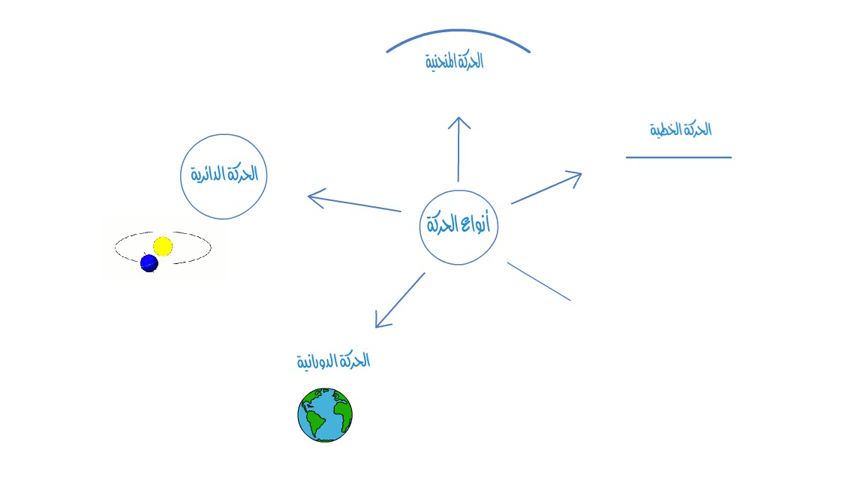 الحركة المنحنية
الحركة الخطية
الحركة الدائرية
أنواع الحركة
الحركة الدورانية